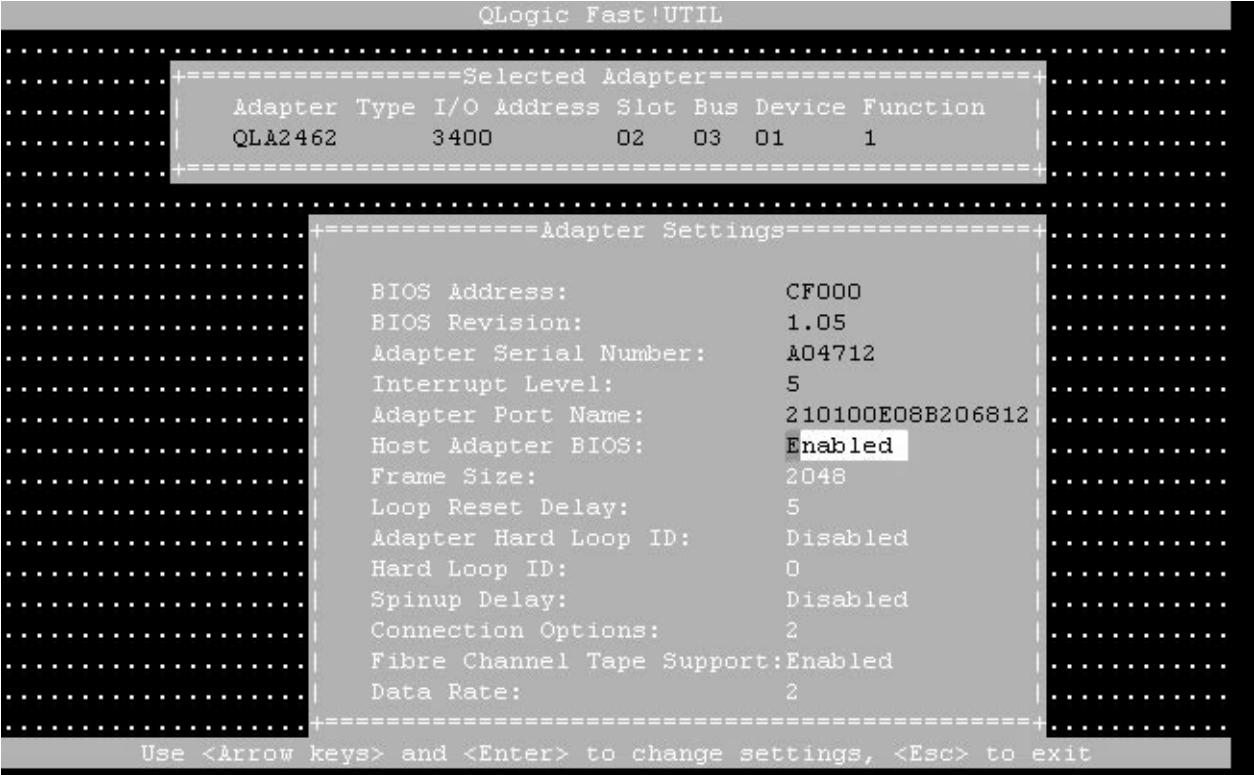 QLogic Fast!UTIL
Selected Adapter
Adapter Type I/O Address Slot Bus Device Function
QLA2462 3400 02 03 01 1
Adapter Settings
BIOS Address: CF000
BIOS Revision: 1.05
Adapter Serial Number: A04712
Interrupt Level: 5
Adapter Port Name: 210100E08B206812
Host Adapter BIOS: Enabled
Frame Size: 2048
Loop Reset Delay: 5
Adapter Hard Loop ID: Disabled
Hard Loop ID: 0
Spinup Delay: Disabled
Connection Options: 2
Fibre Channel Tape Support:Enabled
Data Rate: 2
Use <Arrow keys> and <Enter> to change settings, <Esc> to exit